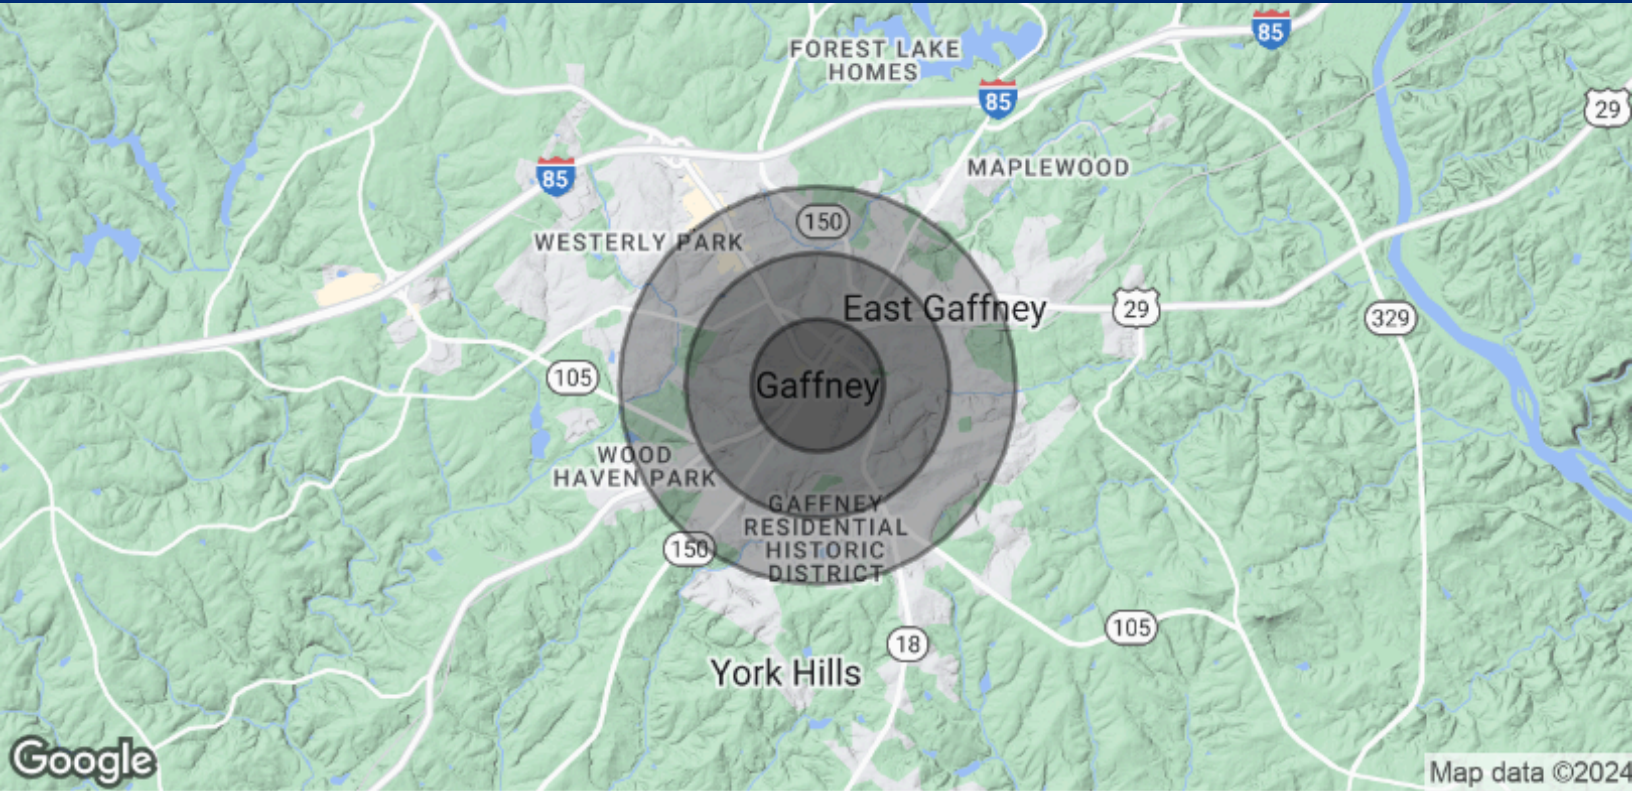 85
FOREST LAKE
HOMES
85
29
MAPLEWOOD
85
150
WESTERLY PARK
East Gaffney
29
329
105
Gaffney
WOOD
HAVEN PARK
GAFFNEY
RESIDENTIAL
HISTORIC
DISTRICT
150
105
18
York Hills
Google
Map data ©2024